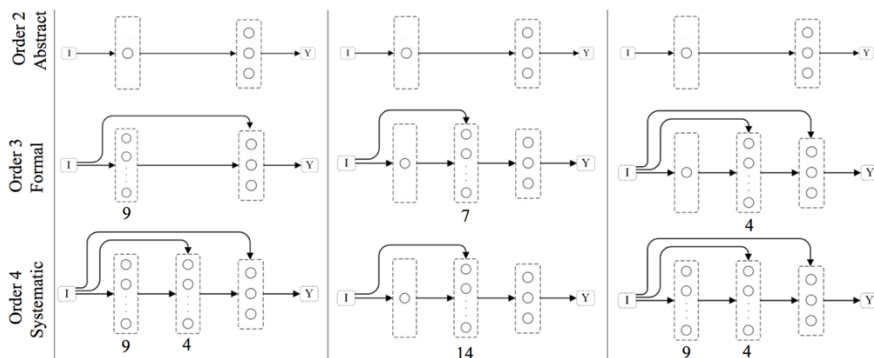 Order 2
Abstract
I Y I Y I Y
Order 3
Formal
I Y I Y I Y
9 7 4
Order 4
Systematic
I Y I Y I Y
9 4 14 9 4